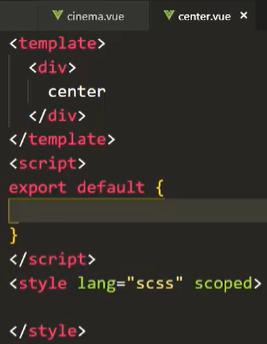 cinema.vue center.vue ×
<template>
<div>
center
</div>
</template>
<script>
export default {
}
</script>
<style lang="scss" scoped>
</style>